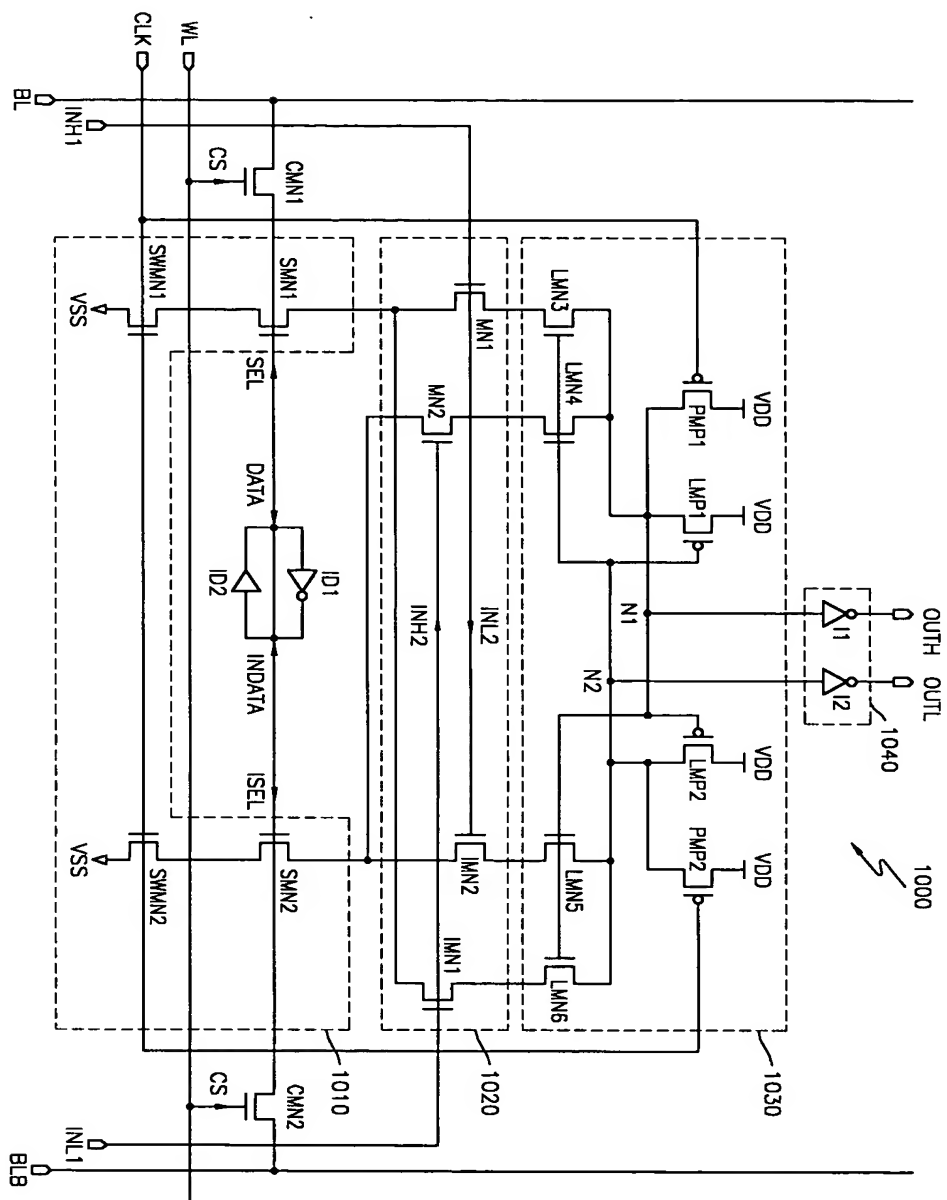 1000
OUTH
OUTL
I1
I2
1040
VDD
VDD
VDD
VDD
PMP1
LMP1
LMP2
PMP2
N1
N2
1030
LMN3
LMN4
LMN5
LMN6
MN1
MN2
INL2
INH2
IMN2
IMN1
1020
SMN1
SEL
DATA
ID1
ID2
INDATA
ISEL
SMN2
SWMN1
VSS
SWMN2
VSS
1010
CMN1
CS
CMN2
CS
CLK
WL
BL
INH1
INL1
BLB